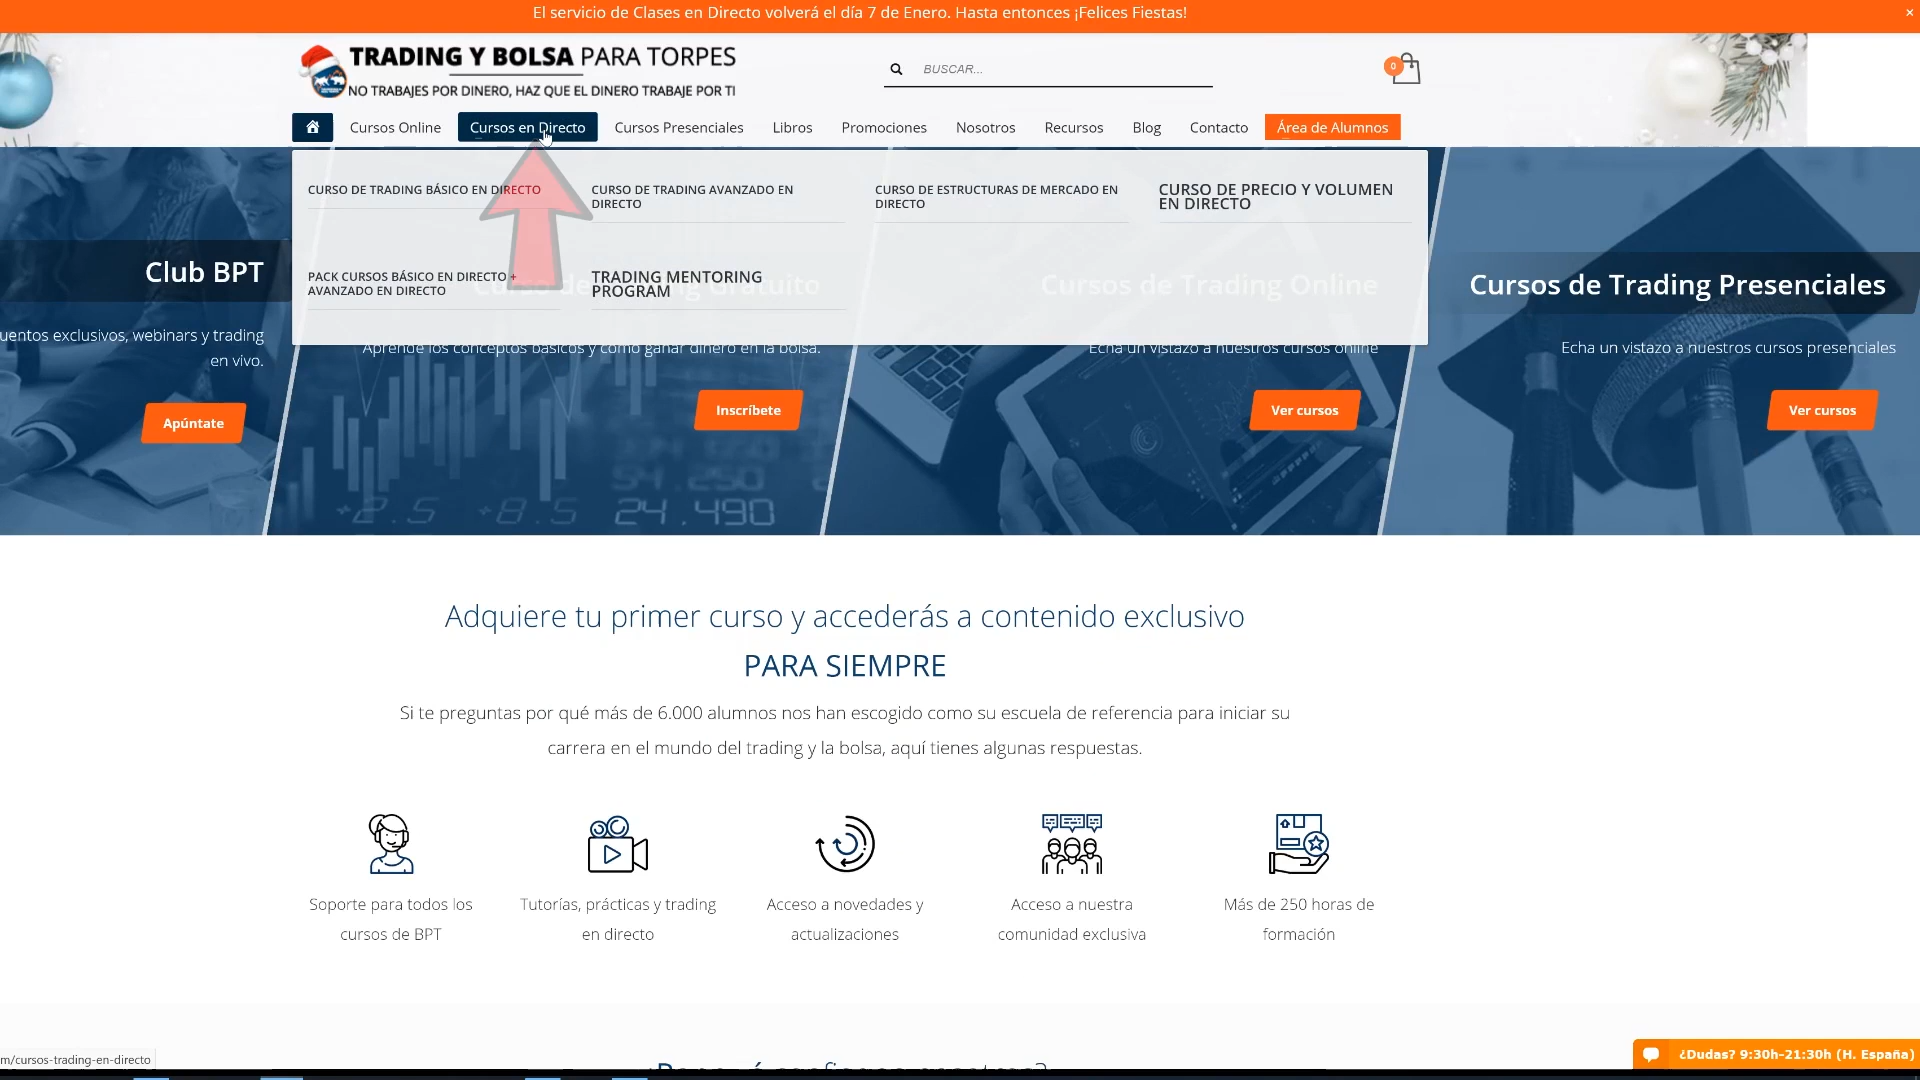 El servicio de Clases en Directo volverá el día 7 de Enero. Hasta entonces ¡Felices Fiestas!
×
TRADING Y BOLSA PARA TORPES
NO TRABAJES POR DINERO, HAZ QUE EL DINERO TRABAJE POR TI
BUSCAR...
0
Cursos Online
Cursos en Directo
Cursos Presenciales
Libros
Promociones
Nosotros
Recursos
Blog
Contacto
Área de Alumnos
CURSO DE TRADING BÁSICO EN DIRECTO
CURSO DE TRADING AVANZADO EN
DIRECTO
CURSO DE ESTRUCTURAS DE MERCADO EN
DIRECTO
CURSO DE PRECIO Y VOLUMEN
EN DIRECTO
PACK CURSOS BÁSICO EN DIRECTO +
AVANZADO EN DIRECTO
TRADING MENTORING
PROGRAM
Club BPT
uentos exclusivos, webinars y trading
en vivo.
Apúntate
Curso de Trading Gratuito
Aprende los conceptos básicos y cómo ganar dinero en la bolsa.
Inscríbete
Cursos de Trading Online
Echa un vistazo a nuestros cursos online
Ver cursos
Cursos de Trading Presenciales
Echa un vistazo a nuestros cursos presenciales
Ver cursos
+2.5 +8.5 24.490
Adquiere tu primer curso y accederás a contenido exclusivo
PARA SIEMPRE
Si te preguntas por qué más de 6.000 alumnos nos han escogido como su escuela de referencia para iniciar su
carrera en el mundo del trading y la bolsa, aquí tienes algunas respuestas.
Soporte para todos los
cursos de BPT
Tutorías, prácticas y trading
en directo
Acceso a novedades y
actualizaciones
Acceso a nuestra
comunidad exclusiva
Más de 250 horas de
formación
m/cursos-trading-en-directo
¿Dudas? 9:30h-21:30h (H. España)